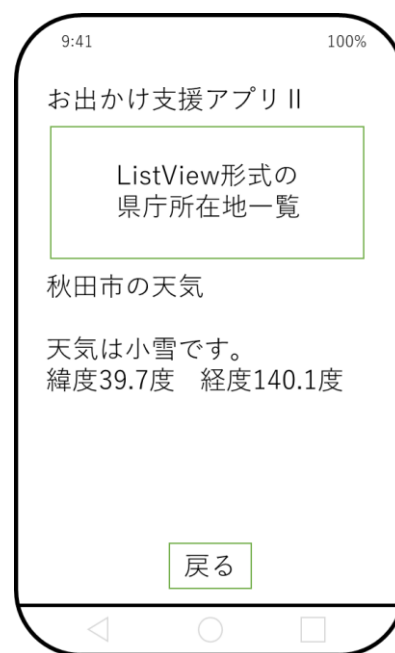 9:41 100%
お出かけ支援アプリⅡ
ListView形式の
県庁所在地一覧
秋田市の天気
天気は小雪です。
緯度39.7度　経度140.1度
戻る